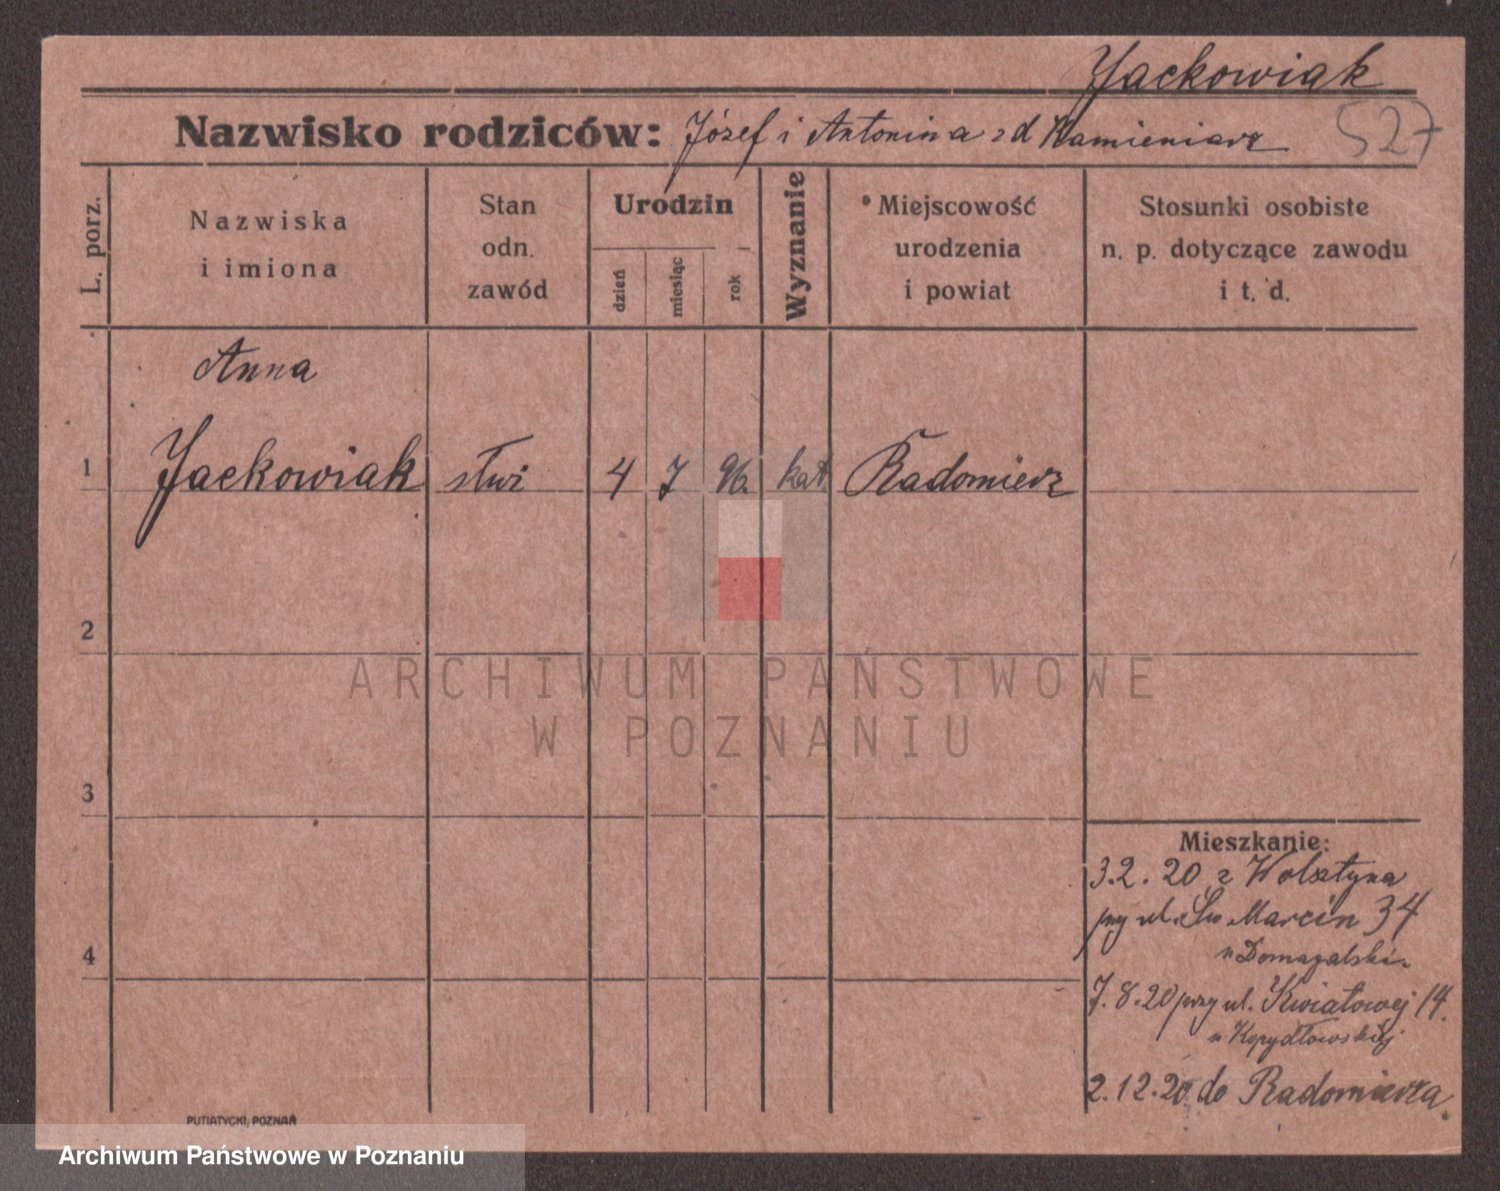 Jackowiak
Nazwisko rodziców: Józef i Antonina zd Kamieniarz
527
L. porz.
Nazwiska
i imiona
Stan
odn.
zawód
Urodzin
dzień
miesiąc
rok
Wyznanie
Miejscowość
urodzenia
i powiat
Stosunki osobiste
n. p. dotyczące zawodu
i t. d.
Anna
1 Jackowiak służ 4 7 96. kat. Radomierz
2
3
4
Mieszkanie:
3.2.20 z Wolsztyna
przy ul. Św Marcin 34
u Domagalski
7.8.20 przy ul. Kwiatowej 14.
u Kopydłowskiej
2.12.20 do Radomierza.
PUTIATYCKI, POZNAŃ
ARCHIWUM PAŃSTWOWE
W POZNANIU
Archiwum Państwowe w Poznaniu